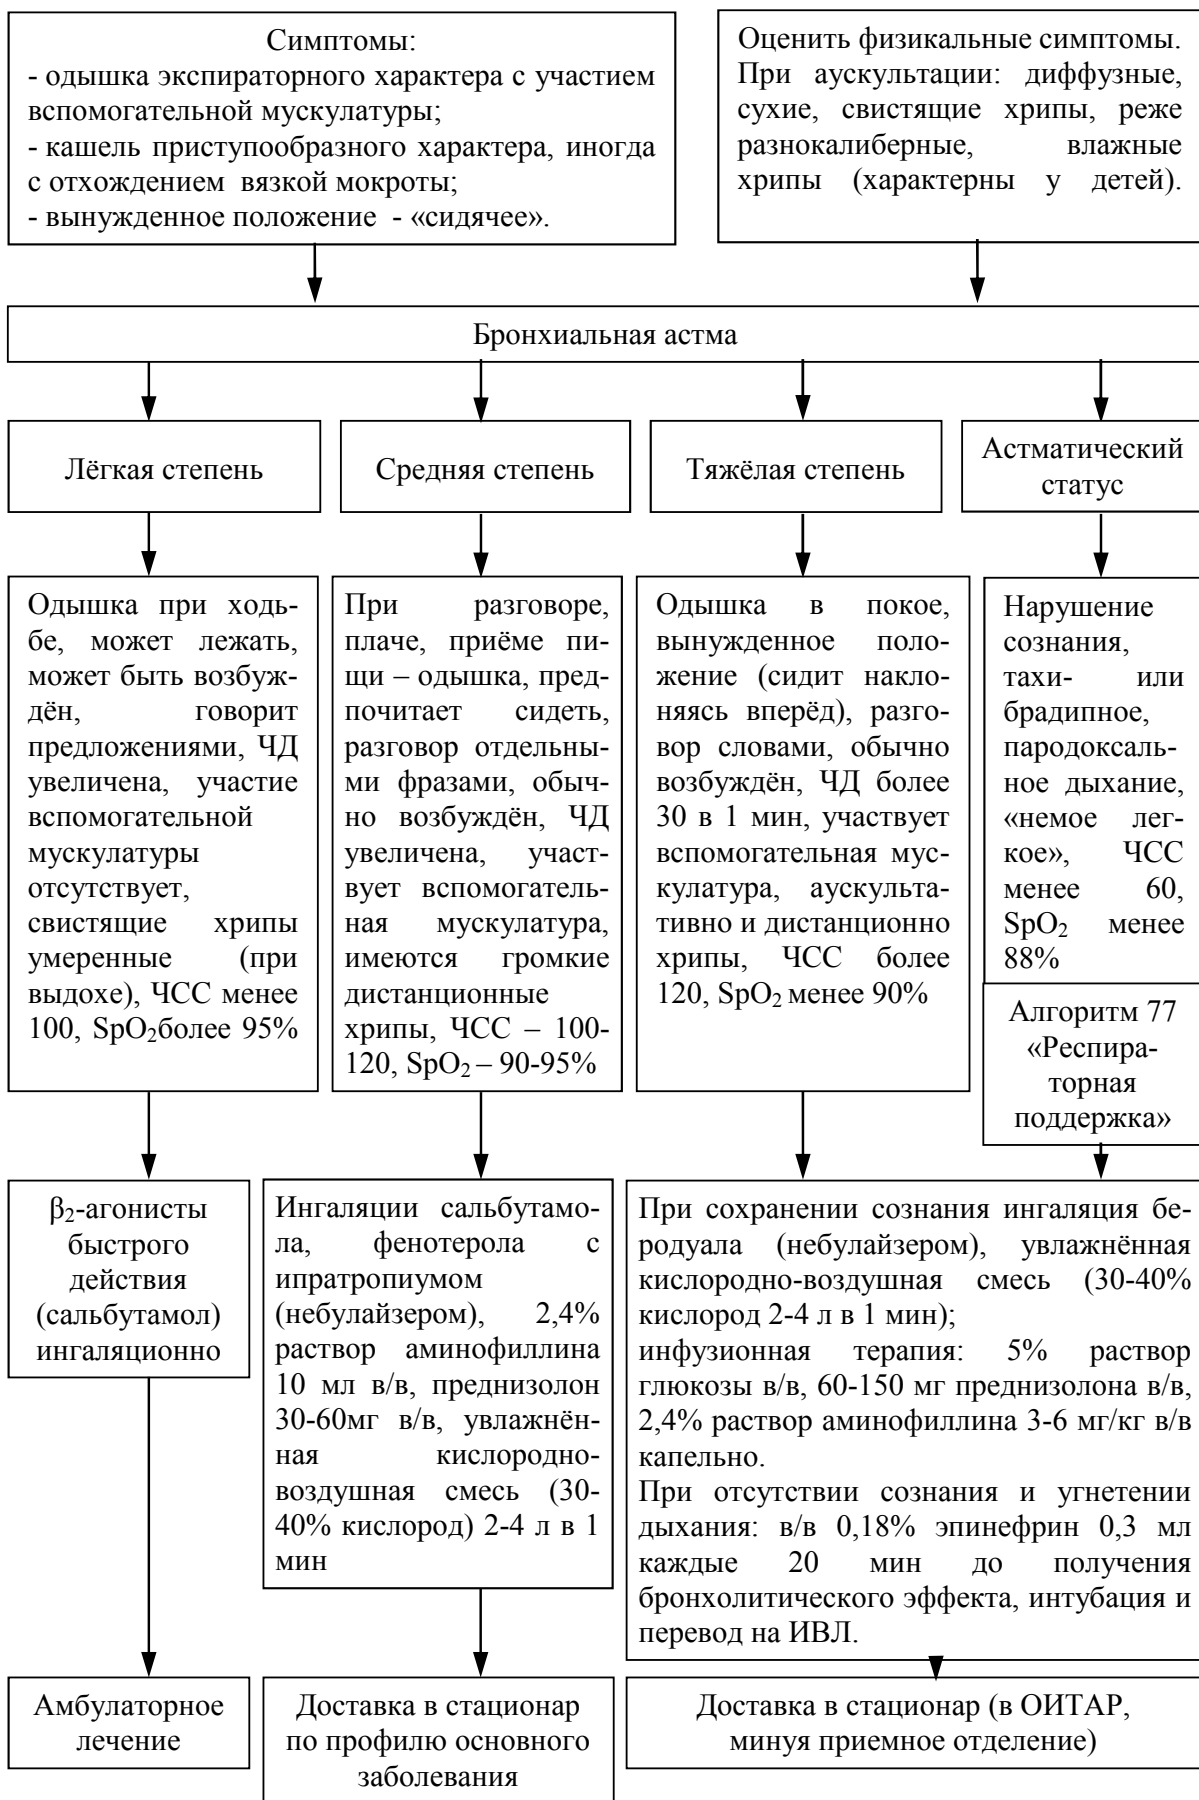 Симптомы:
- одышка экспираторного характера с участием
вспомогательной мускулатуры;
- кашель приступообразного характера, иногда
с отхождением вязкой мокроты;
- вынужденное положение - «сидячее».
Оценить физикальные симптомы.
При аускультации: диффузные,
сухие, свистящие хрипы, реже
разнокалиберные, влажные
хрипы (характерны у детей).
Бронхиальная астма
Лёгкая степень
Средняя степень
Тяжёлая степень
Астматический
статус
Одышка при ходь-
бе, может лежать,
может быть возбуж-
дён, говорит
предложениями, ЧД
увеличена, участие
вспомогательной
мускулатуры
отсутствует,
свистящие хрипы
умеренные (при
выдохе), ЧСС менее
100, SpO₂более 95%
При разговоре,
плаче, приёме пи-
щи – одышка, пред-
почитает сидеть,
разговор отдельны-
ми фразами, обыч-
но возбуждён, ЧД
увеличена, участ-
вует вспомогатель-
ная мускулатура,
имеются громкие
дистанционные
хрипы, ЧСС – 100-
120, SpO₂ – 90-95%
Одышка в покое,
вынужденное поло-
жение (сидит накло-
няясь вперёд), разго-
вор словами, обычно
возбуждён, ЧД более
30 в 1 мин, участвует
вспомогательная мус-
кулатура, аускульта-
тивно и дистанционно
хрипы, ЧСС более
120, SpO₂ менее 90%
Нарушение
сознания,
тахи- или
брадипное,
пародоксаль-
ное дыхание,
«немое лег-
кое», ЧСС
менее 60,
SpO₂ менее
88%
Алгоритм 77
«Респира-
торная
поддержка»
β₂-агонисты
быстрого
действия
(сальбутамол)
ингаляционно
Ингаляции сальбутамо-
ла, фенотерола с
ипратропиумом
(небулайзером), 2,4%
раствор аминофиллина
10 мл в/в, преднизолон
30-60мг в/в, увлажнён-
ная кислородно-
воздушная смесь (30-
40% кислород) 2-4 л в 1
мин
При сохранении сознания ингаляция бе-
родуала (небулайзером), увлажнённая
кислородно-воздушная смесь (30-40%
кислород 2-4 л в 1 мин);
инфузионная терапия: 5% раствор
глюкозы в/в, 60-150 мг преднизолона в/в,
2,4% раствор аминофиллина 3-6 мг/кг в/в
капельно.
При отсутствии сознания и угнетении
дыхания: в/в 0,18% эпинефрин 0,3 мл
каждые 20 мин до получения
бронхолитического эффекта, интубация и
перевод на ИВЛ.
Амбулаторное
лечение
Доставка в стационар
по профилю основного
заболевания
Доставка в стационар (в ОИТАР,
минуя приемное отделение)